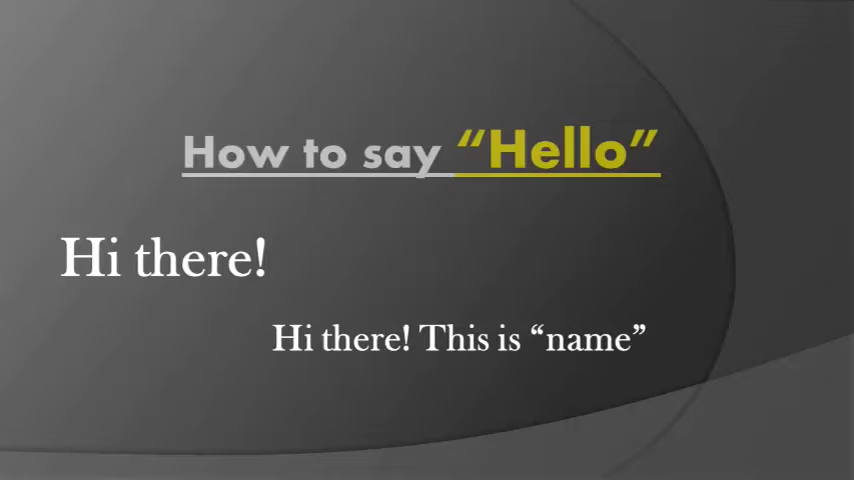 How to say “Hello”
Hi there!
Hi there! This is “name”